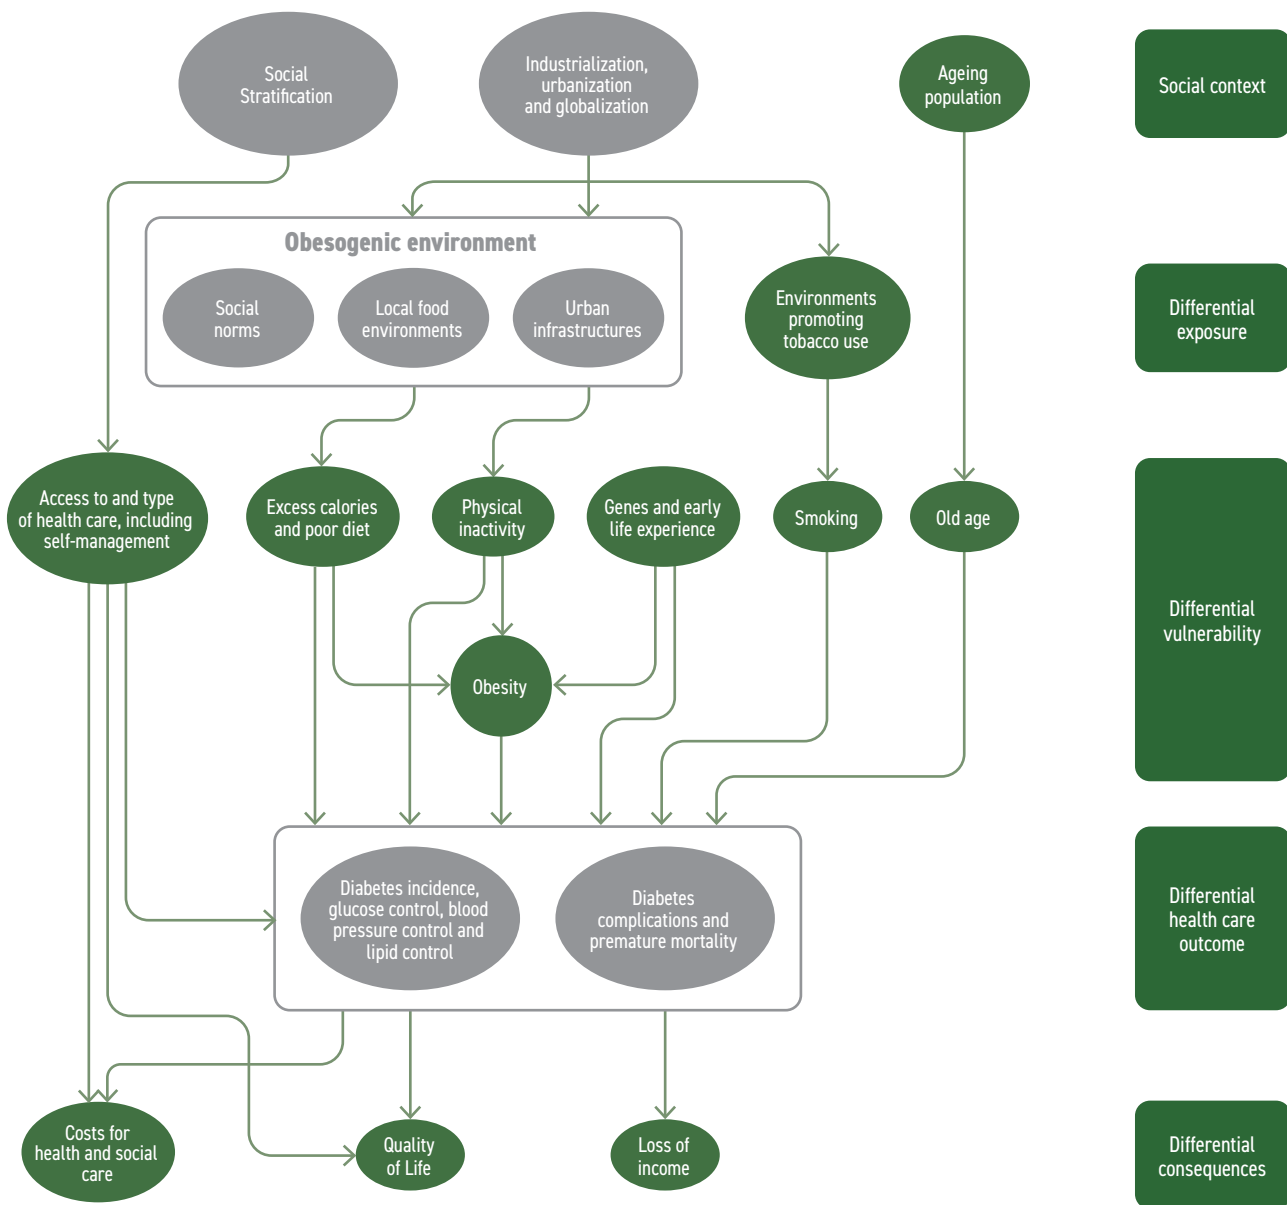 Social
Stratification
Industrialization,
urbanization
and globalization
Ageing
population
Social context
Obesogenic environment
Social
norms
Local food
environments
Urban
infrastructures
Environments
promoting
tobacco use
Differential
exposure
Access to and type
of health care, including
self-management
Excess calories
and poor diet
Physical
inactivity
Genes and early
life experience
Smoking
Old age
Differential
vulnerability
Obesity
Diabetes incidence,
glucose control, blood
pressure control and
lipid control
Diabetes
complications and
premature mortality
Differential
health care
outcome
Costs for
health and social
care
Quality
of Life
Loss of
income
Differential
consequences